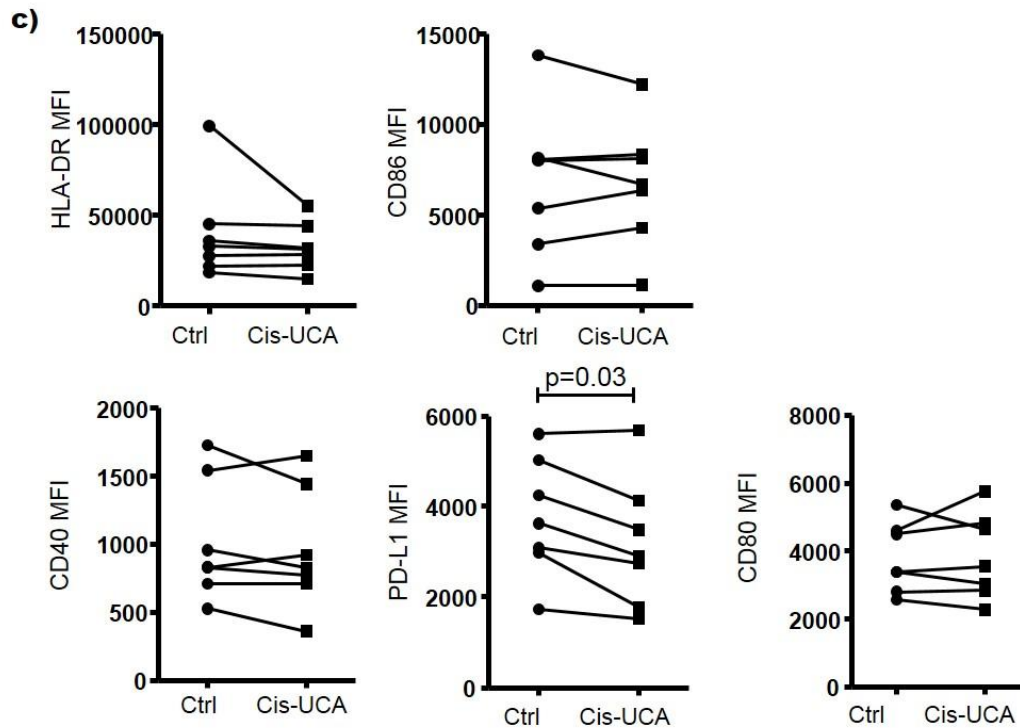 c)
HLA-DR MFI
150000
100000
50000
0
Ctrl Cis-UCA
CD86 MFI
15000
10000
5000
0
Ctrl Cis-UCA
CD40 MFI
2000
1500
1000
500
0
Ctrl Cis-UCA
p=0.03
PD-L1 MFI
6000
4000
2000
0
Ctrl Cis-UCA
CD80 MFI
8000
6000
4000
2000
0
Ctrl Cis-UCA